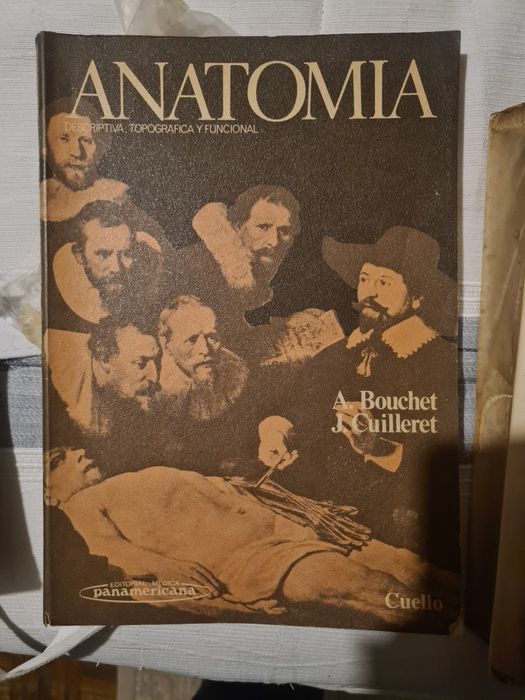 ANATOMIA
DESCRIPTIVA, TOPOGRAFICA Y FUNCIONAL
A. Bouchet
J. Cuilleret
EDITORIAL MEDICA
panamericana
Cuello